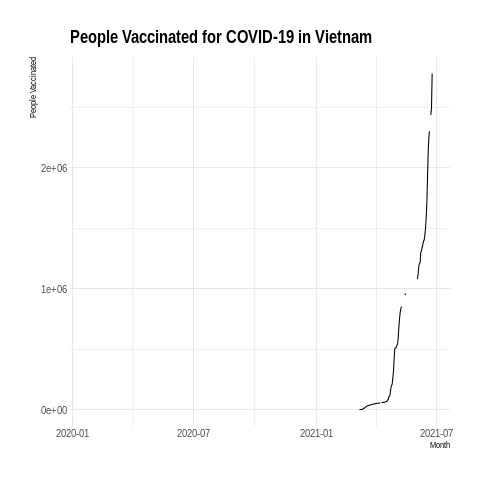 People Vaccinated for COVID-19 in Vietnam
People Vaccinated
2e+06
1e+06
0e+00
2020-01
2020-07
2021-01
2021-07
Month